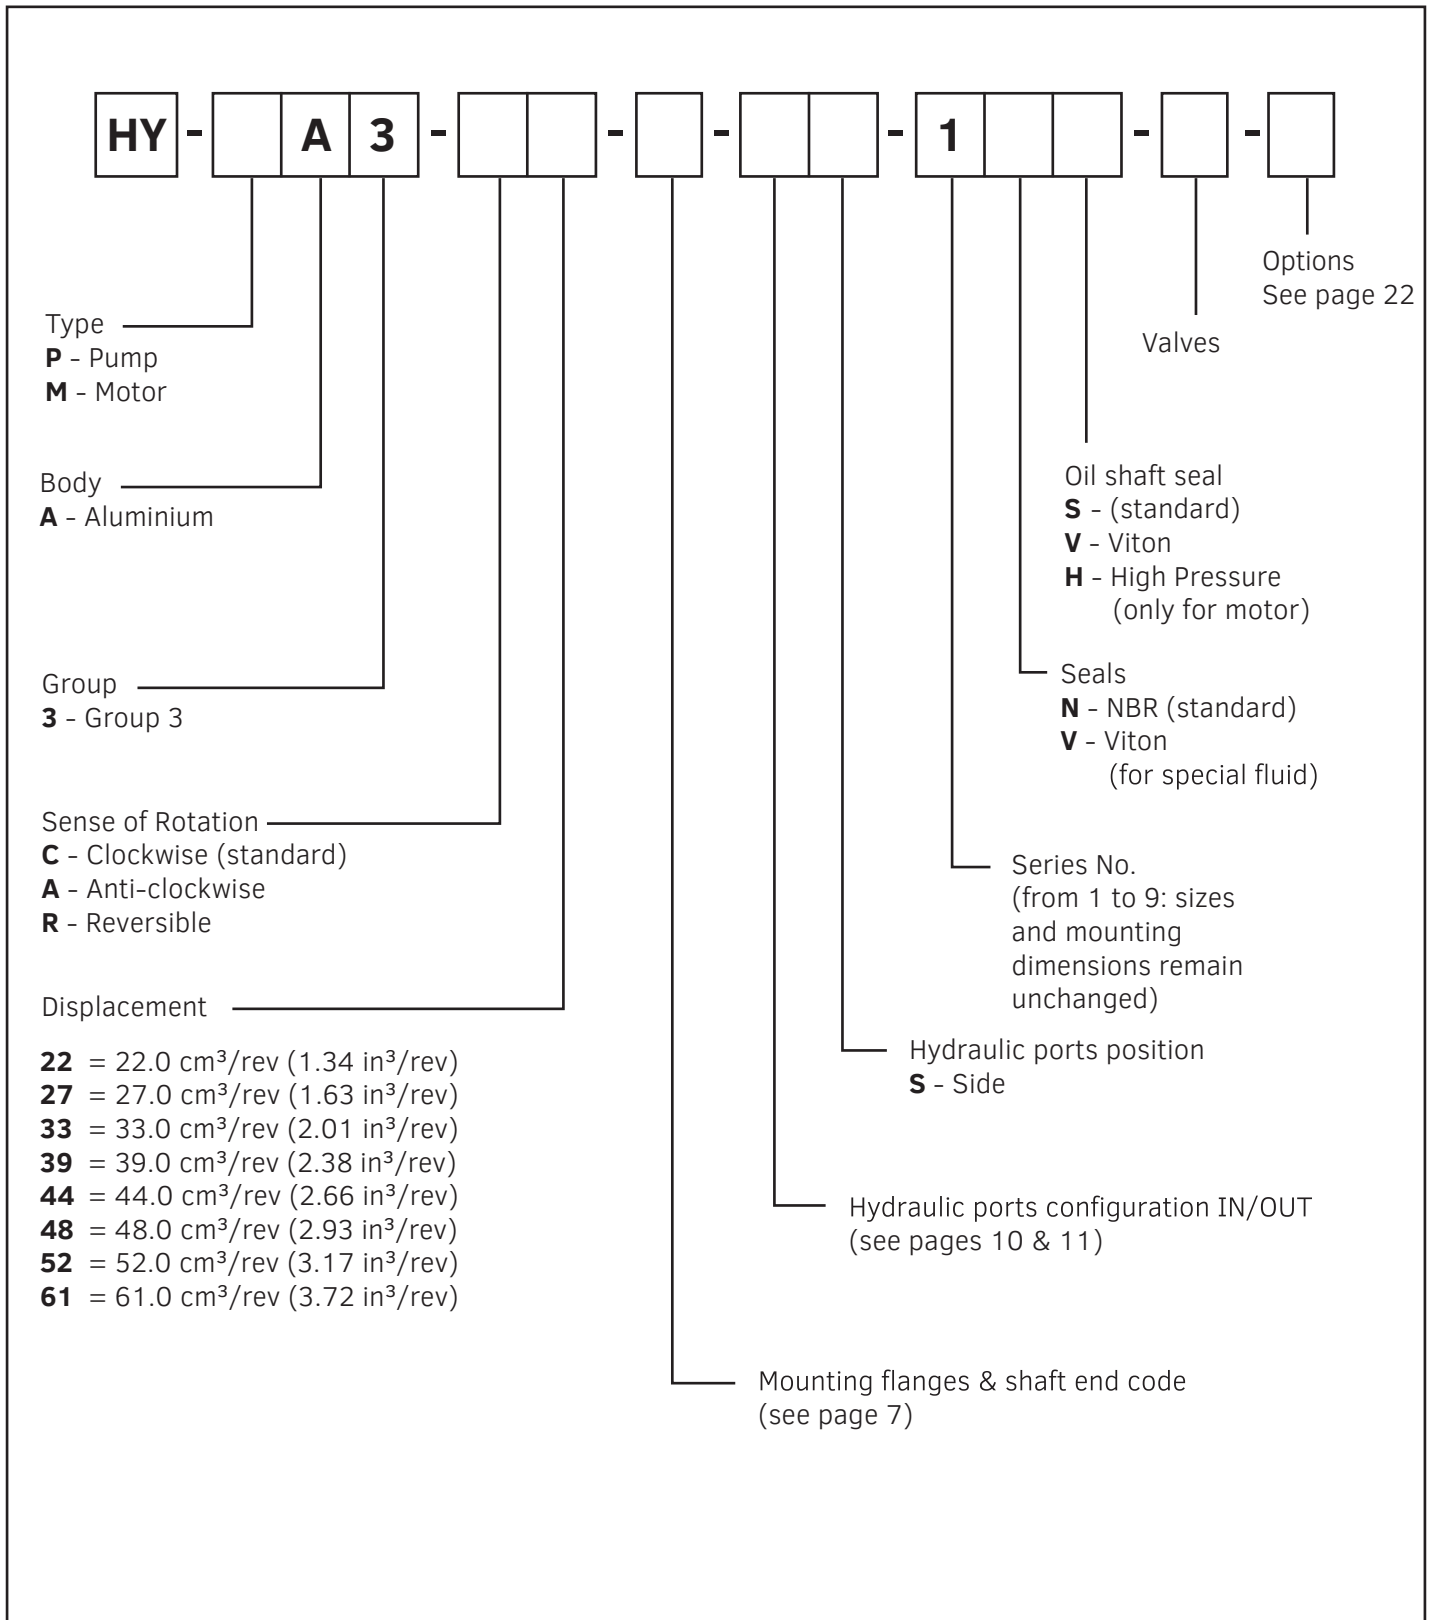 HY - A 3 - - - - 1 - -
Options
See page 22
Valves
Type
P - Pump
M - Motor
Body
A - Aluminium
Group
3 - Group 3
Sense of Rotation
C - Clockwise (standard)
A - Anti-clockwise
R - Reversible
Displacement
22 = 22.0 cm³/rev (1.34 in³/rev)
27 = 27.0 cm³/rev (1.63 in³/rev)
33 = 33.0 cm³/rev (2.01 in³/rev)
39 = 39.0 cm³/rev (2.38 in³/rev)
44 = 44.0 cm³/rev (2.66 in³/rev)
48 = 48.0 cm³/rev (2.93 in³/rev)
52 = 52.0 cm³/rev (3.17 in³/rev)
61 = 61.0 cm³/rev (3.72 in³/rev)
Oil shaft seal
S - (standard)
V - Viton
H - High Pressure
(only for motor)
Seals
N - NBR (standard)
V - Viton
(for special fluid)
Series No.
(from 1 to 9: sizes
and mounting
dimensions remain
unchanged)
Hydraulic ports position
S - Side
Hydraulic ports configuration IN/OUT
(see pages 10 & 11)
Mounting flanges & shaft end code
(see page 7)